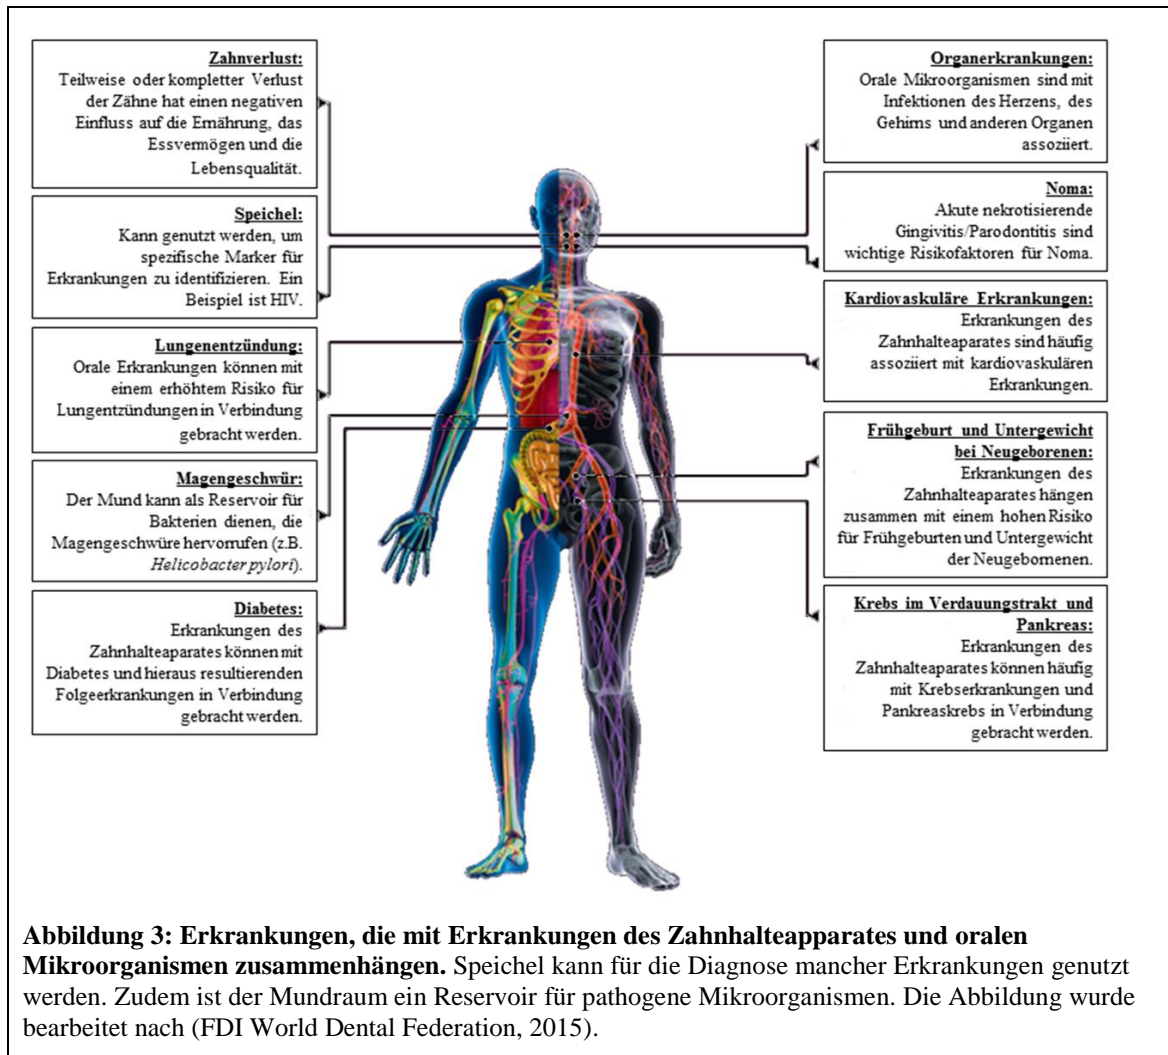 Zahnverlust:
Teilweise oder kompletter Verlust
der Zähne hat einen negativen
Einfluss auf die Ernährung, das
Essvermögen und die
Lebensqualität.
Speichel:
Kann genutzt werden, um
spezifische Marker für
Erkrankungen zu identifizieren. Ein
Beispiel ist HIV.
Lungenentzündung:
Orale Erkrankungen können mit
einem erhöhtem Risiko für
Lungentzündungen in Verbindung
gebracht werden.
Magengeschwür:
Der Mund kann als Reservoir für
Bakterien dienen, die
Magengeschwüre hervorrufen (z.B.
Helicobacter pylori).
Diabetes:
Erkrankungen des
Zahnhalteaparates können mit
Diabetes und hieraus resultierenden
Folgeerkrankungen in Verbindung
gebracht werden.
Organerkrankungen:
Orale Mikroorganismen sind mit
Infektionen des Herzens, des
Gehirns und anderen Organen
assoziiert.
Noma:
Akute nekrotisierende
Gingivitis/Parodontitis sind
wichtige Risikofaktoren für Noma.
Kardiovaskuläre Erkrankungen:
Erkrankungen des
Zahnhalteaparates sind häufig
assoziiert mit kardiovaskulären
Erkrankungen.
Frühgeburt und Untergewicht
bei Neugeborenen:
Erkrankungen des
Zahnhalteaparates hängen
zusammen mit einem hohen Risiko
für Frühgeburten und Untergewicht
der Neugebornenen.
Krebs im Verdauungstrakt und
Pankreas:
Erkrankungen des
Zahnhalteaparates können häufig
mit Krebserkrankungen und
Pankreaskrebs in Verbindung
gebracht werden.
Abbildung 3: Erkrankungen, die mit Erkrankungen des Zahnhalteapparates und oralen
Mikroorganismen zusammenhängen. Speichel kann für die Diagnose mancher Erkrankungen genutzt
werden. Zudem ist der Mundraum ein Reservoir für pathogene Mikroorganismen. Die Abbildung wurde
bearbeitet nach (FDI World Dental Federation, 2015).